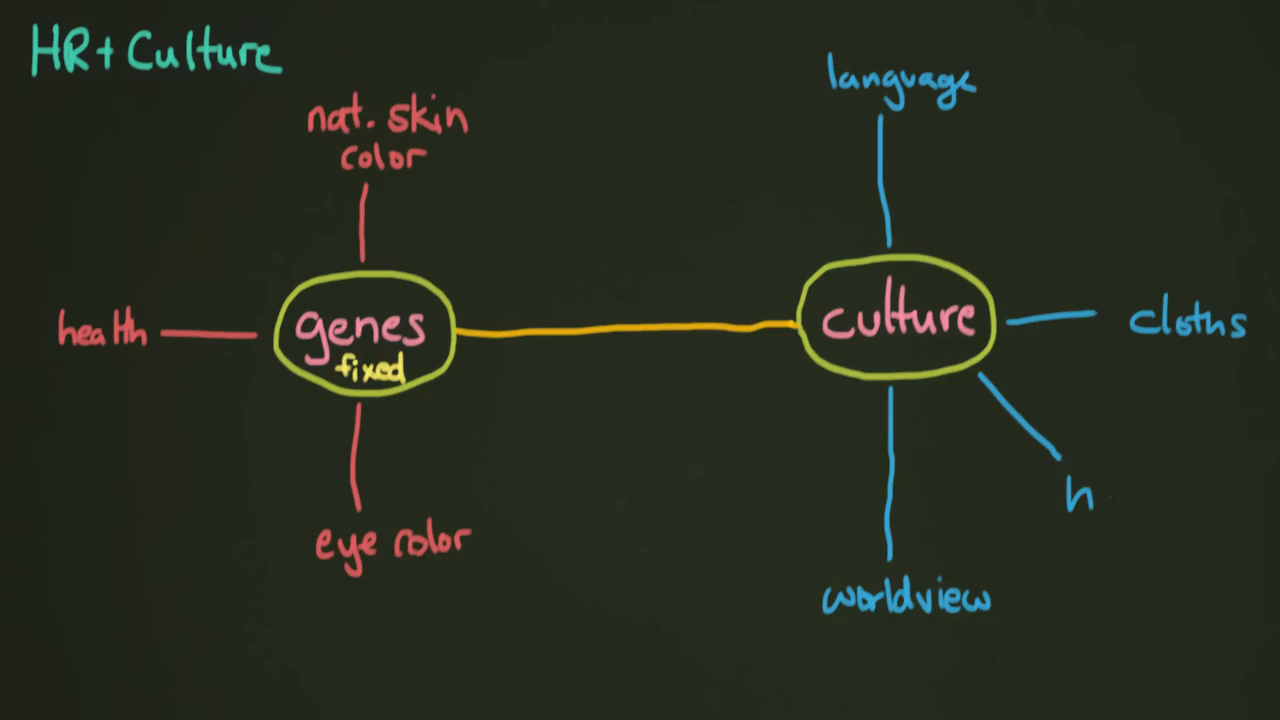 HR+ Culture
nat. skin
color
health
genes
fixed
eye color
language
culture
cloths
h
worldview